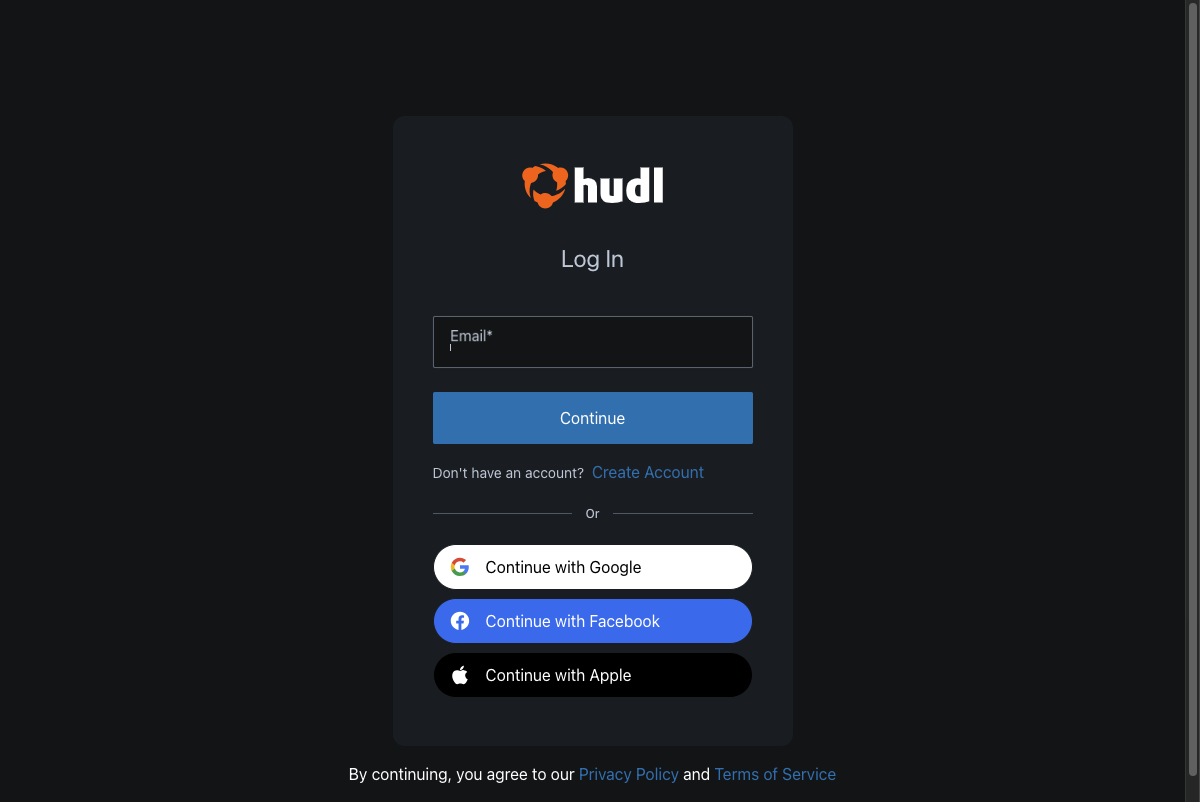 hudl
Log In
Email*
Continue
Don't have an account? Create Account
Or
Continue with Google
Continue with Facebook
Continue with Apple
By continuing, you agree to our Privacy Policy and Terms of Service